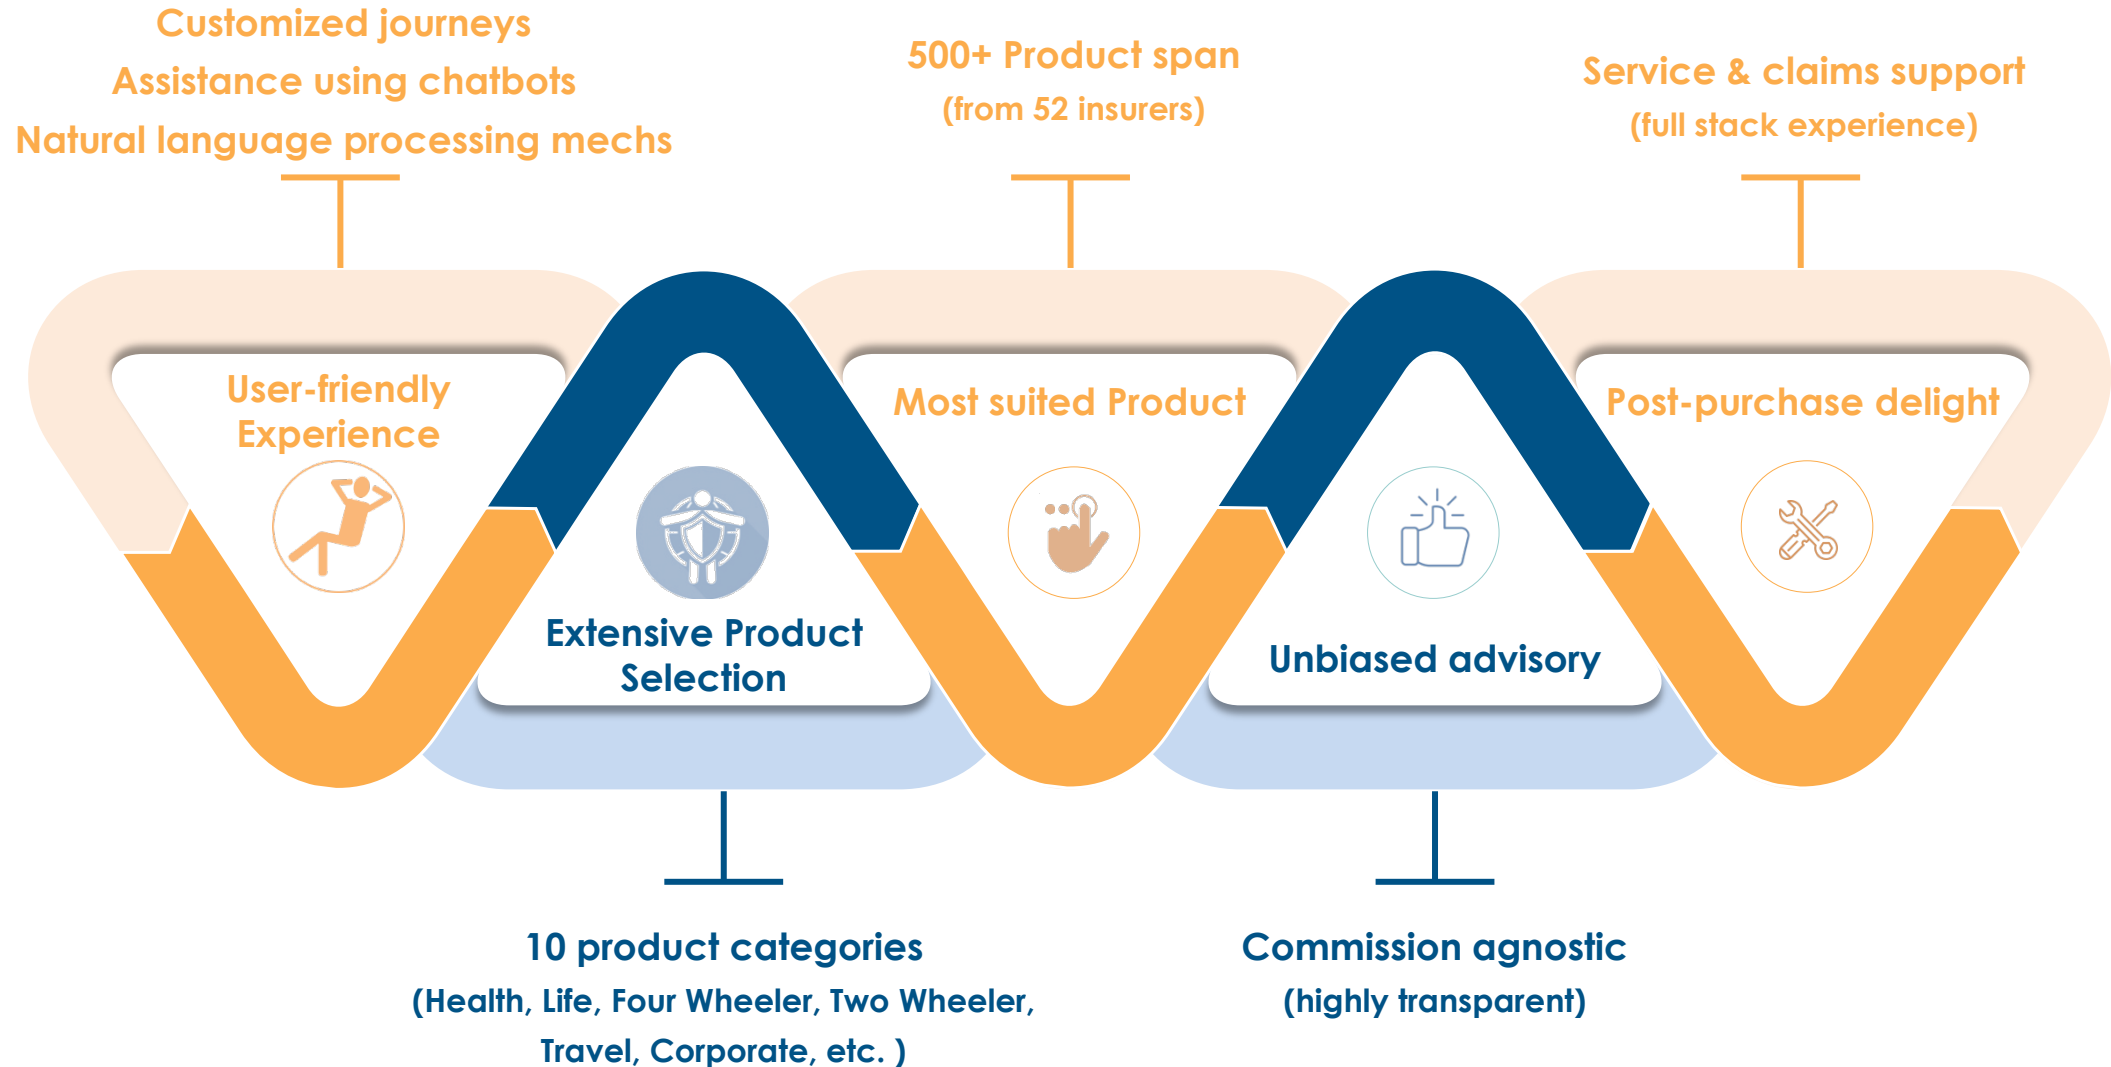 Customized journeys
Assistance using chatbots
Natural language processing mechs
500+ Product span
(from 52 insurers)
Service & claims support
(full stack experience)
User-friendly
Experience
Most suited Product
Post-purchase delight
Extensive Product
Selection
Unbiased advisory
10 product categories
(Health, Life, Four Wheeler, Two Wheeler,
Travel, Corporate, etc. )
Commission agnostic
(highly transparent)